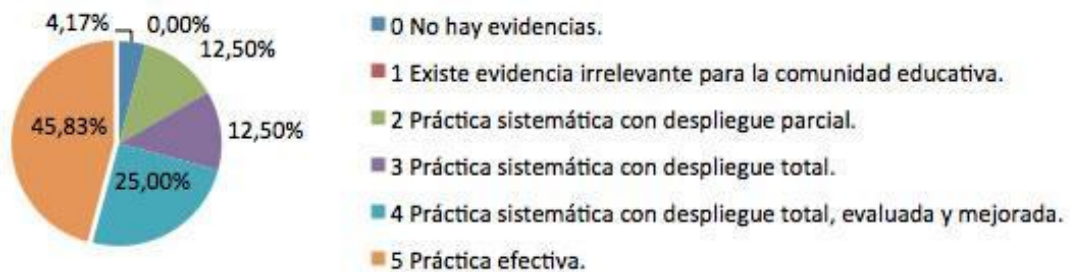 4,17%
0,00%
12,50%
12,50%
25,00%
45,83%
0 No hay evidencias.
1 Existe evidencia irrelevante para la comunidad educativa.
2 Práctica sistemática con despliegue parcial.
3 Práctica sistemática con despliegue total.
4 Práctica sistemática con despliegue total, evaluada y mejorada.
5 Práctica efectiva.